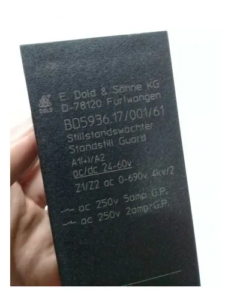 E. Dold & Söhne KG
D-78120 Furtwangen
BD5936.17/001/61
Stillstandswächter
Standstill Guard
A1(+)/A2
ac/dc 24-60v
Z1/Z2 ac 0-690v 4kv/2
ac 250v 5amp.G.P.
ac 250v 2amp.G.P.